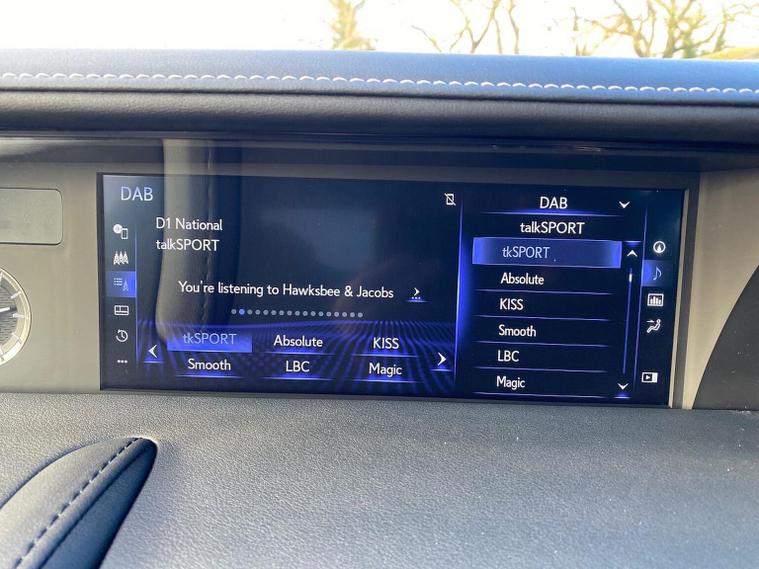 DAB
D1 National
talkSPORT
You're listening to Hawksbee & Jacobs
tkSPORT Absolute KISS
Smooth LBC Magic
DAB
talkSPORT
tkSPORT
Absolute
KISS
Smooth
LBC
Magic